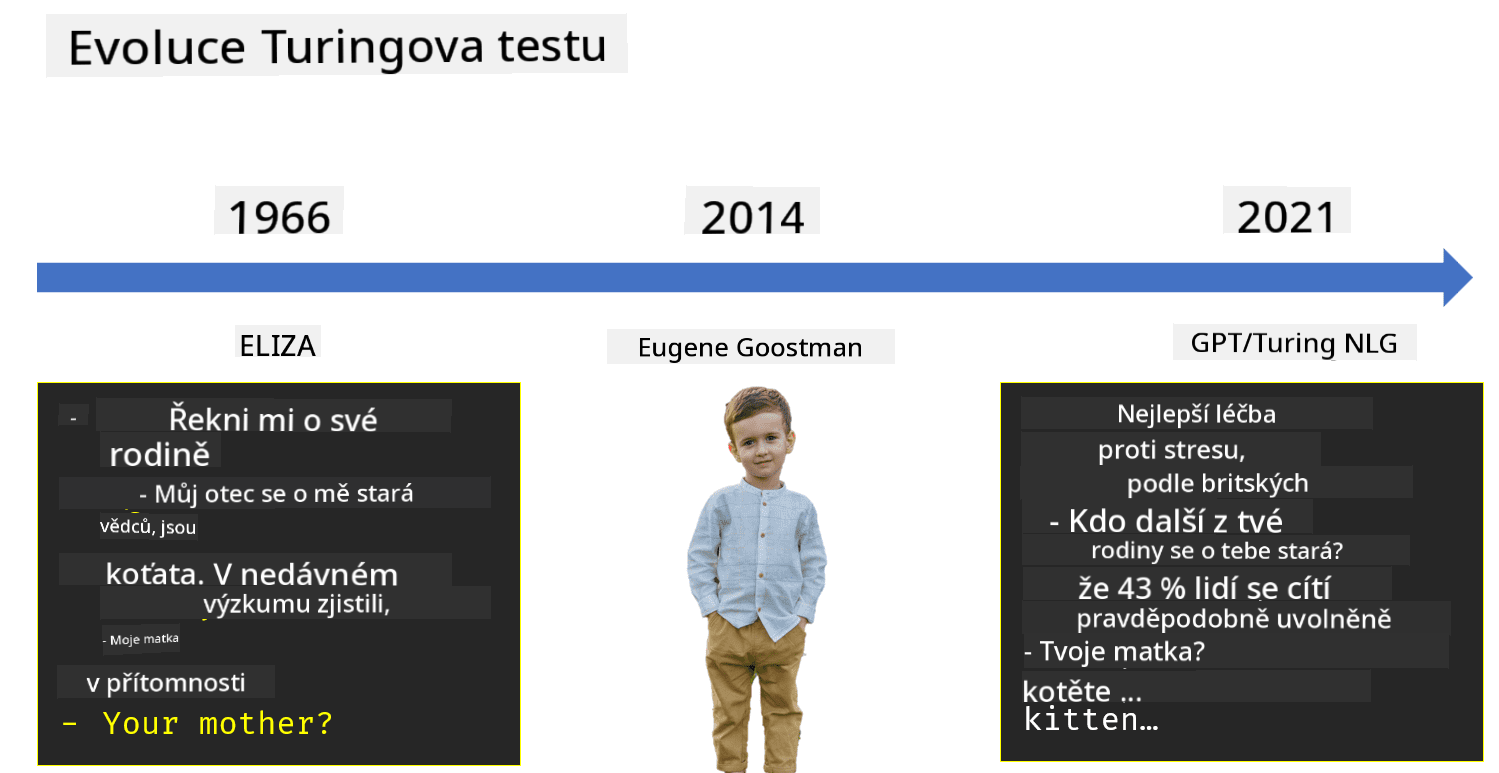 Evoluce Turingova testu
1966
2014
2021
ELIZA
Eugene Goostman
GPT/Turing NLG
- Řekni mi o své
rodině
- Můj otec se o mě stará
vědců, jsou
koťata. V nedávném
výzkumu zjistili,
- Moje matka
v přítomnosti
- Your mother?
Nejlepší léčba
proti stresu,
podle britských
- Kdo další z tvé
rodiny se o tebe stará?
že 43 % lidí se cítí
pravděpodobně uvolněně
- Tvoje matka?
kotěte ...
kitten…